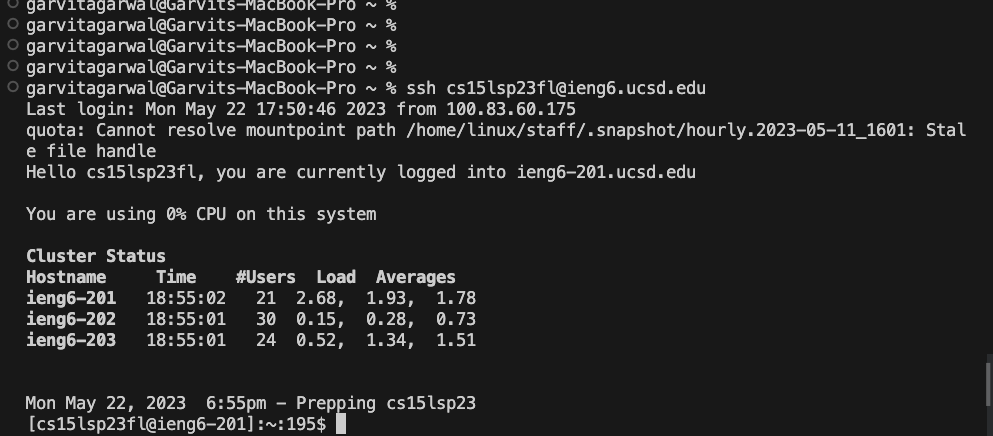 garvitagarwal@Garvits-MacBook-Pro ~ %
garvitagarwal@Garvits-MacBook-Pro ~ %
garvitagarwal@Garvits-MacBook-Pro ~ %
garvitagarwal@Garvits-MacBook-Pro ~ %
garvitagarwal@Garvits-MacBook-Pro ~ % ssh cs15lsp23fl@ieng6.ucsd.edu
Last login: Mon May 22 17:50:46 2023 from 100.83.60.175
quota: Cannot resolve mountpoint path /home/linux/staff/.snapshot/hourly.2023-05-11_1601: Stal
e file handle
Hello cs15lsp23fl, you are currently logged into ieng6-201.ucsd.edu
You are using 0% CPU on this system
Cluster Status
Hostname     Time    #Users  Load  Averages
ieng6-201   18:55:02   21  2.68,  1.93,  1.78
ieng6-202   18:55:01   30  0.15,  0.28,  0.73
ieng6-203   18:55:01   24  0.52,  1.34,  1.51
Mon May 22, 2023  6:55pm - Prepping cs15lsp23
[cs15lsp23fl@ieng6-201]:~:195$